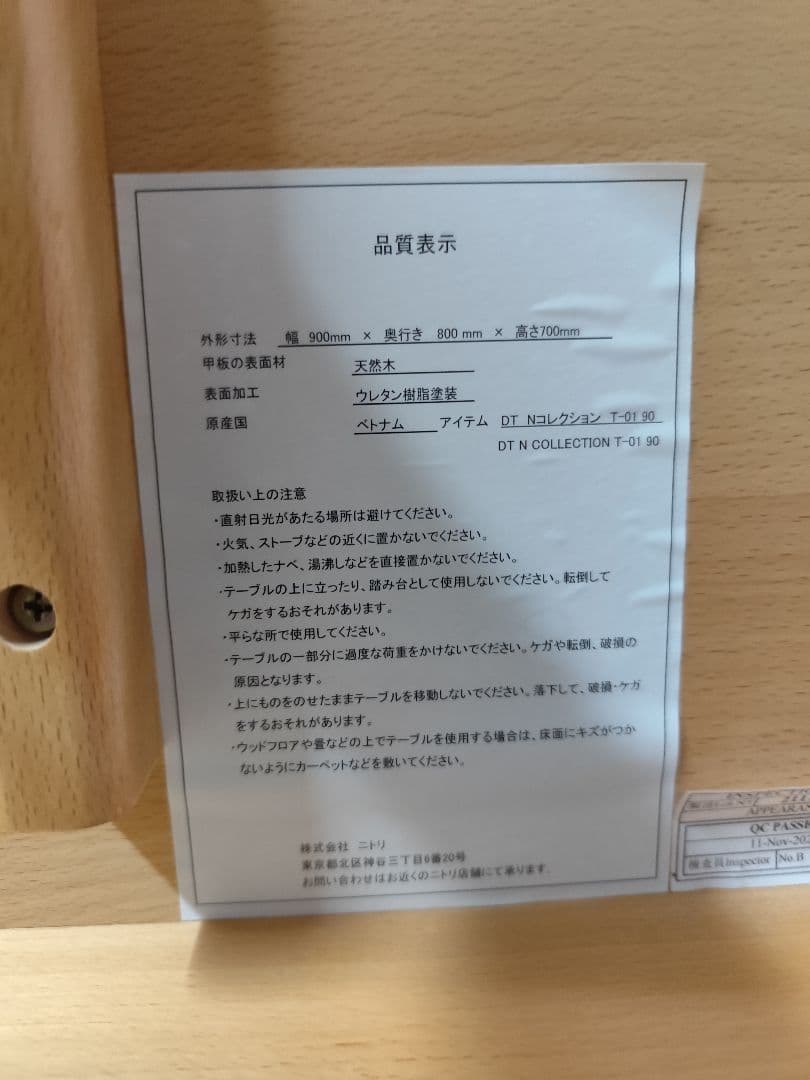 品質表示
外形寸法 幅 900mm × 奥行き 800 mm × 高さ700mm
甲板の表面材 天然木
表面加工 ウレタン樹脂塗装
原産国 ベトナム アイテム DT Nコレクション T-01 90
DT N COLLECTION T-01 90
取扱い上の注意
・直射日光があたる場所は避けてください。
・火気、ストーブなどの近くに置かないでください。
・加熱したナベ、湯沸しなどを直接置かないでください。
・テーブルの上に立ったり、踏み台として使用しないでください。転倒して
ケガをするおそれがあります。
・平らな所で使用してください。
・テーブルの一部分に過度な荷重をかけないでください。ケガや転倒、破損の
原因となります。
・上にものをのせたままテーブルを移動しないでください。落下して、破損・ケガ
をするおそれがあります。
・ウッドフロアや畳などの上でテーブルを使用する場合は、床面にキズがつか
ないようにカーペットなどを敷いてください。
株式会社 ニトリ
東京都北区神谷三丁目6番20号
お問い合わせはお近くのニトリ店舗にて承ります.
QC PASS
11-Nov-202
検査員Inspector No.B